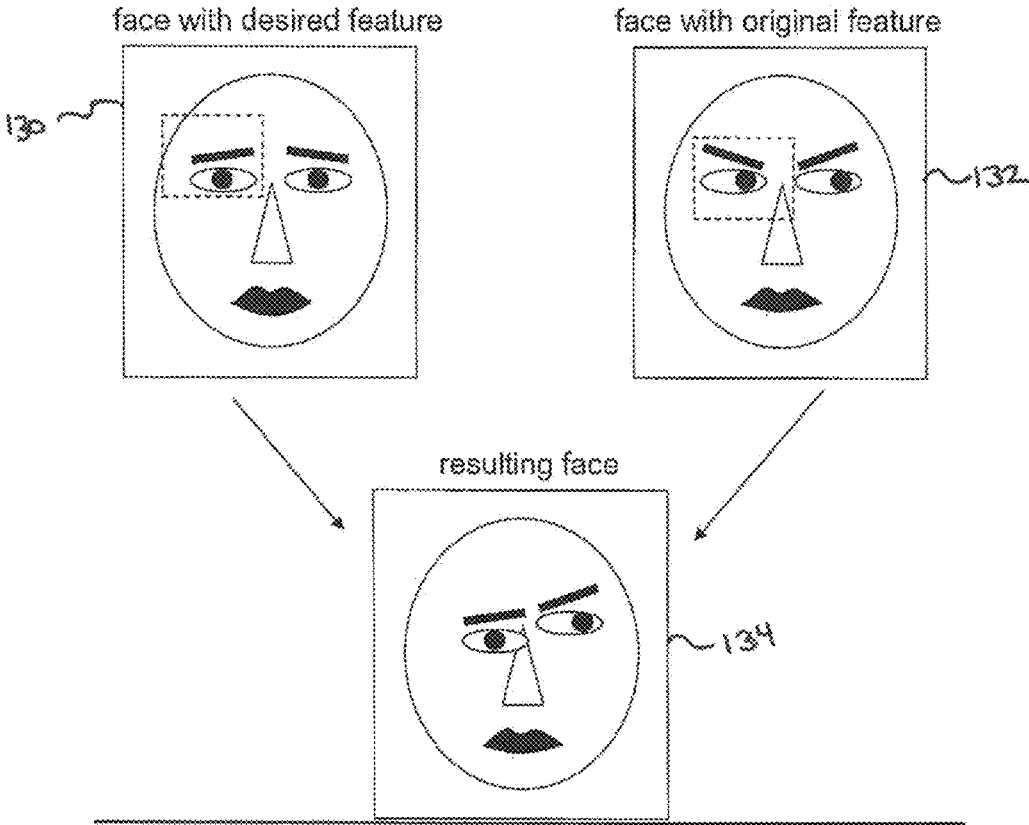 face with desired feature
face with original feature
130
132
resulting face
134